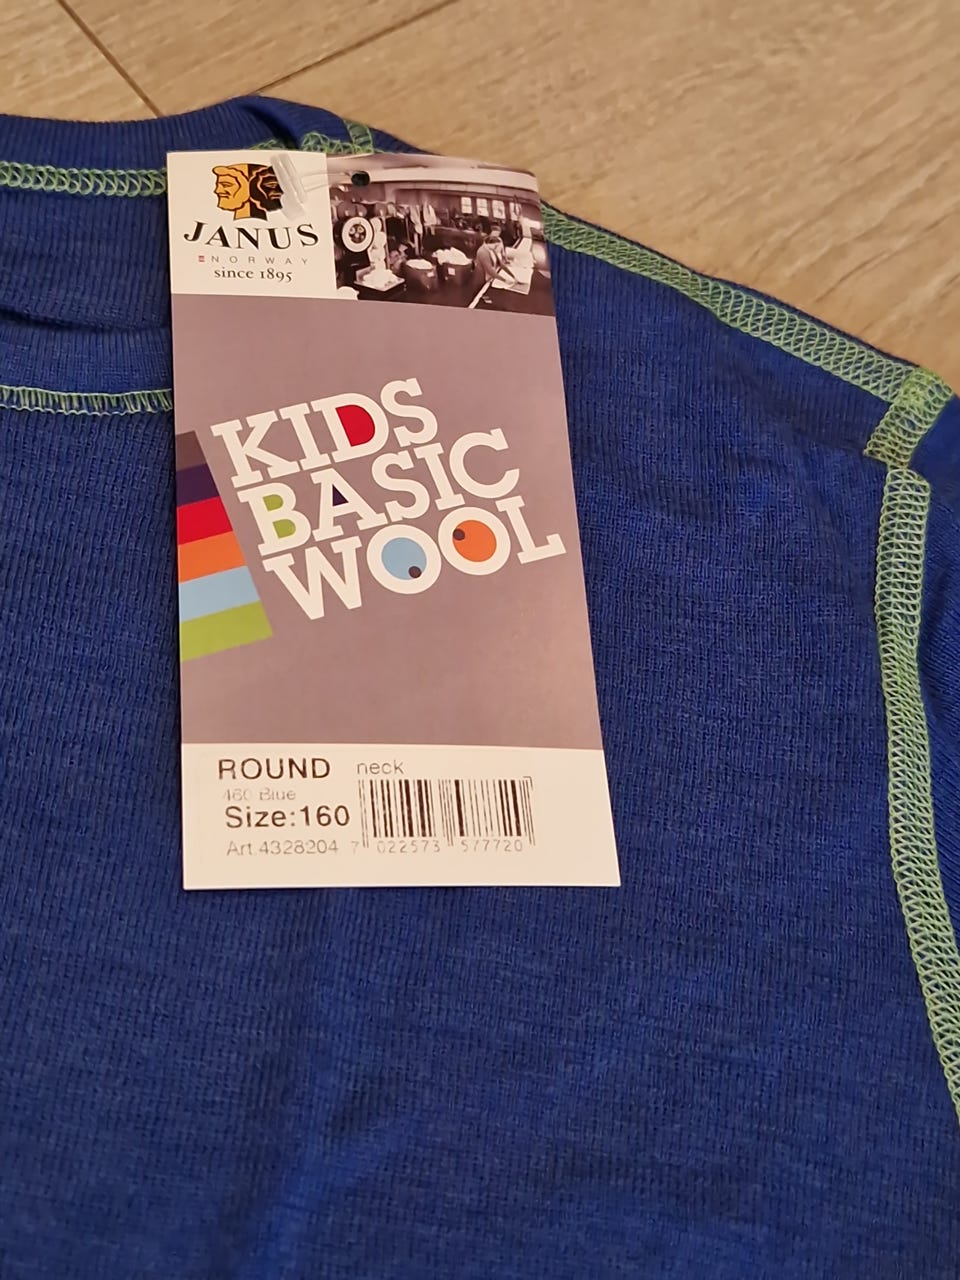 JANUS
NORWAY
since 1895
KIDS
BASIC
WOOL
ROUND neck
460 Blue
Size:160
Art.4328204
7 022573 577720